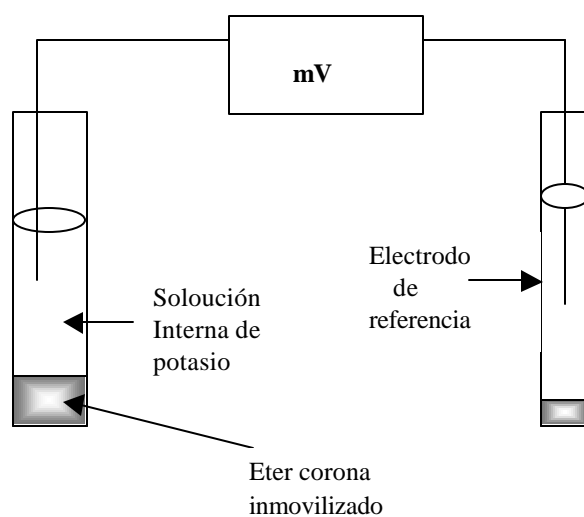 mV
Soloución
Interna de
potasio
Electrodo
de
referencia
Eter corona
inmovilizado